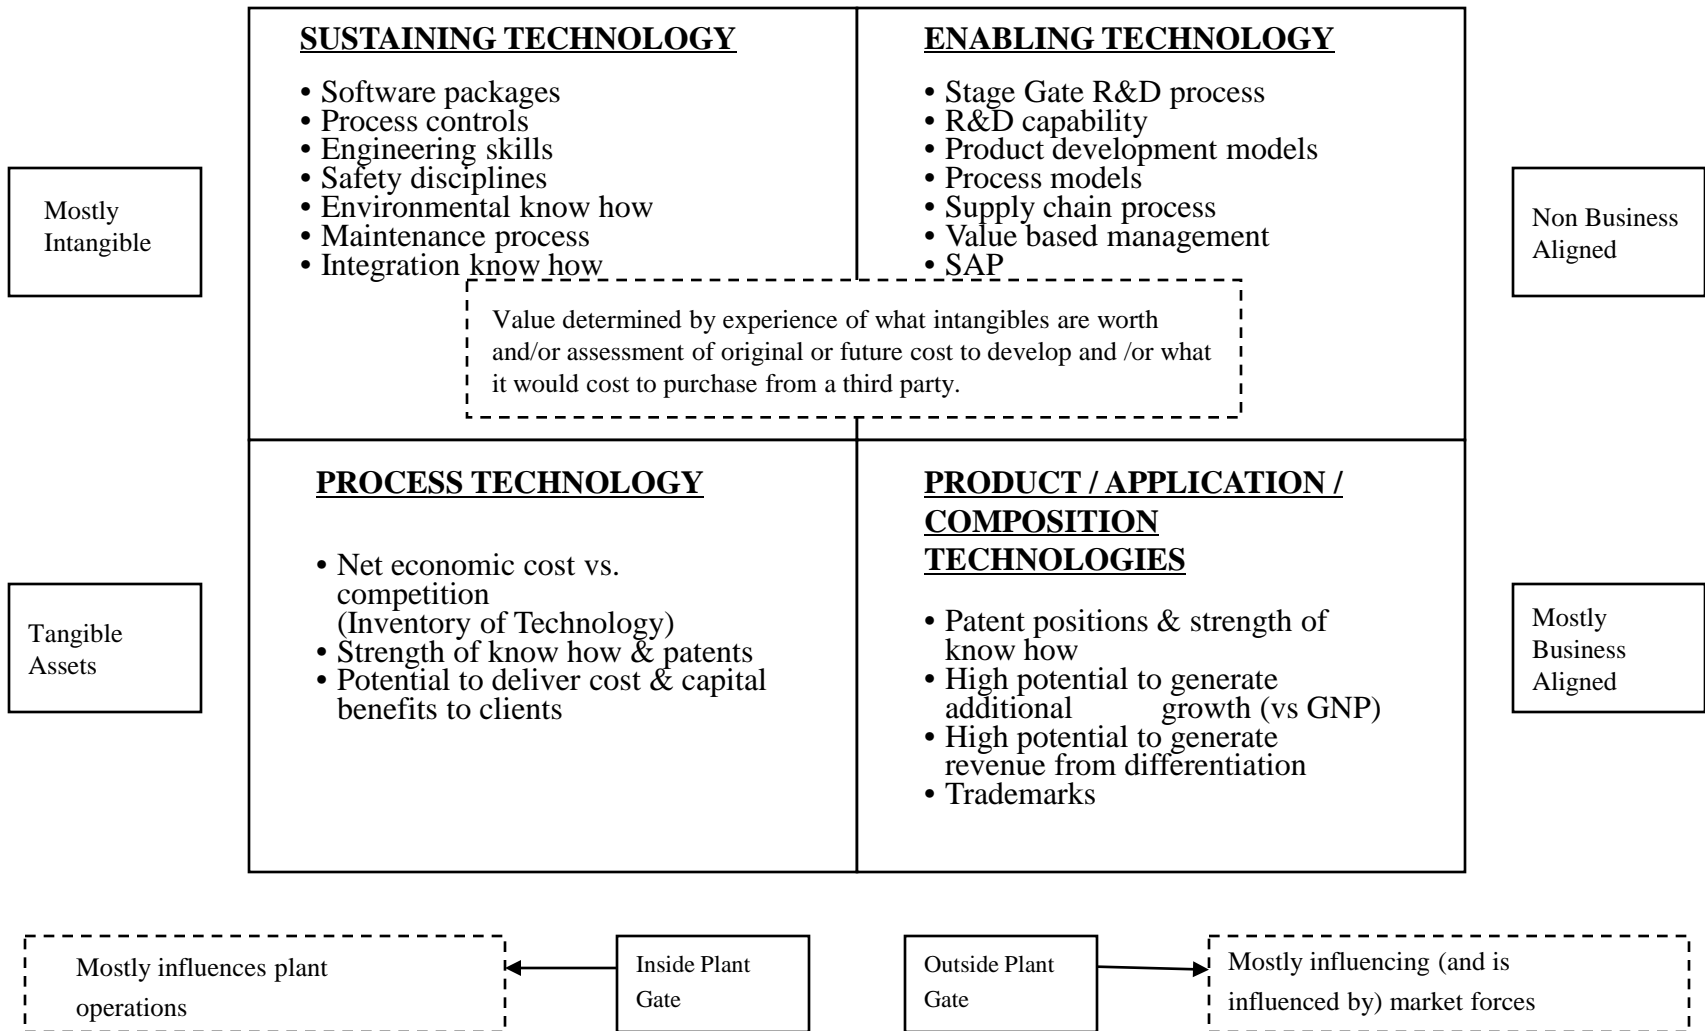 SUSTAINING TECHNOLOGY
• Software packages
• Process controls
• Engineering skills
• Safety disciplines
• Environmental know how
• Maintenance process
• Integration know how
ENABLING TECHNOLOGY
• Stage Gate R&D process
• R&D capability
• Product development models
• Process models
• Supply chain process
• Value based management
• SAP
Mostly
Intangible
Non Business
Aligned
Value determined by experience of what intangibles are worth
and/or assessment of original or future cost to develop and /or what
it would cost to purchase from a third party.
PROCESS TECHNOLOGY
• Net economic cost vs.
competition
(Inventory of Technology)
• Strength of know how & patents
• Potential to deliver cost & capital
benefits to clients
PRODUCT / APPLICATION /
COMPOSITION
TECHNOLOGIES
• Patent positions & strength of
know how
• High potential to generate
additional growth (vs GNP)
• High potential to generate
revenue from differentiation
• Trademarks
Tangible
Assets
Mostly
Business
Aligned
Mostly influences plant
operations
Inside Plant
Gate
Outside Plant
Gate
Mostly influencing (and is
influenced by) market forces